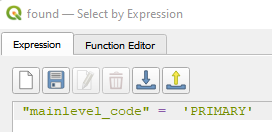 found — Select by Expression
Expression Function Editor
"mainlevel_code" = 'PRIMARY'